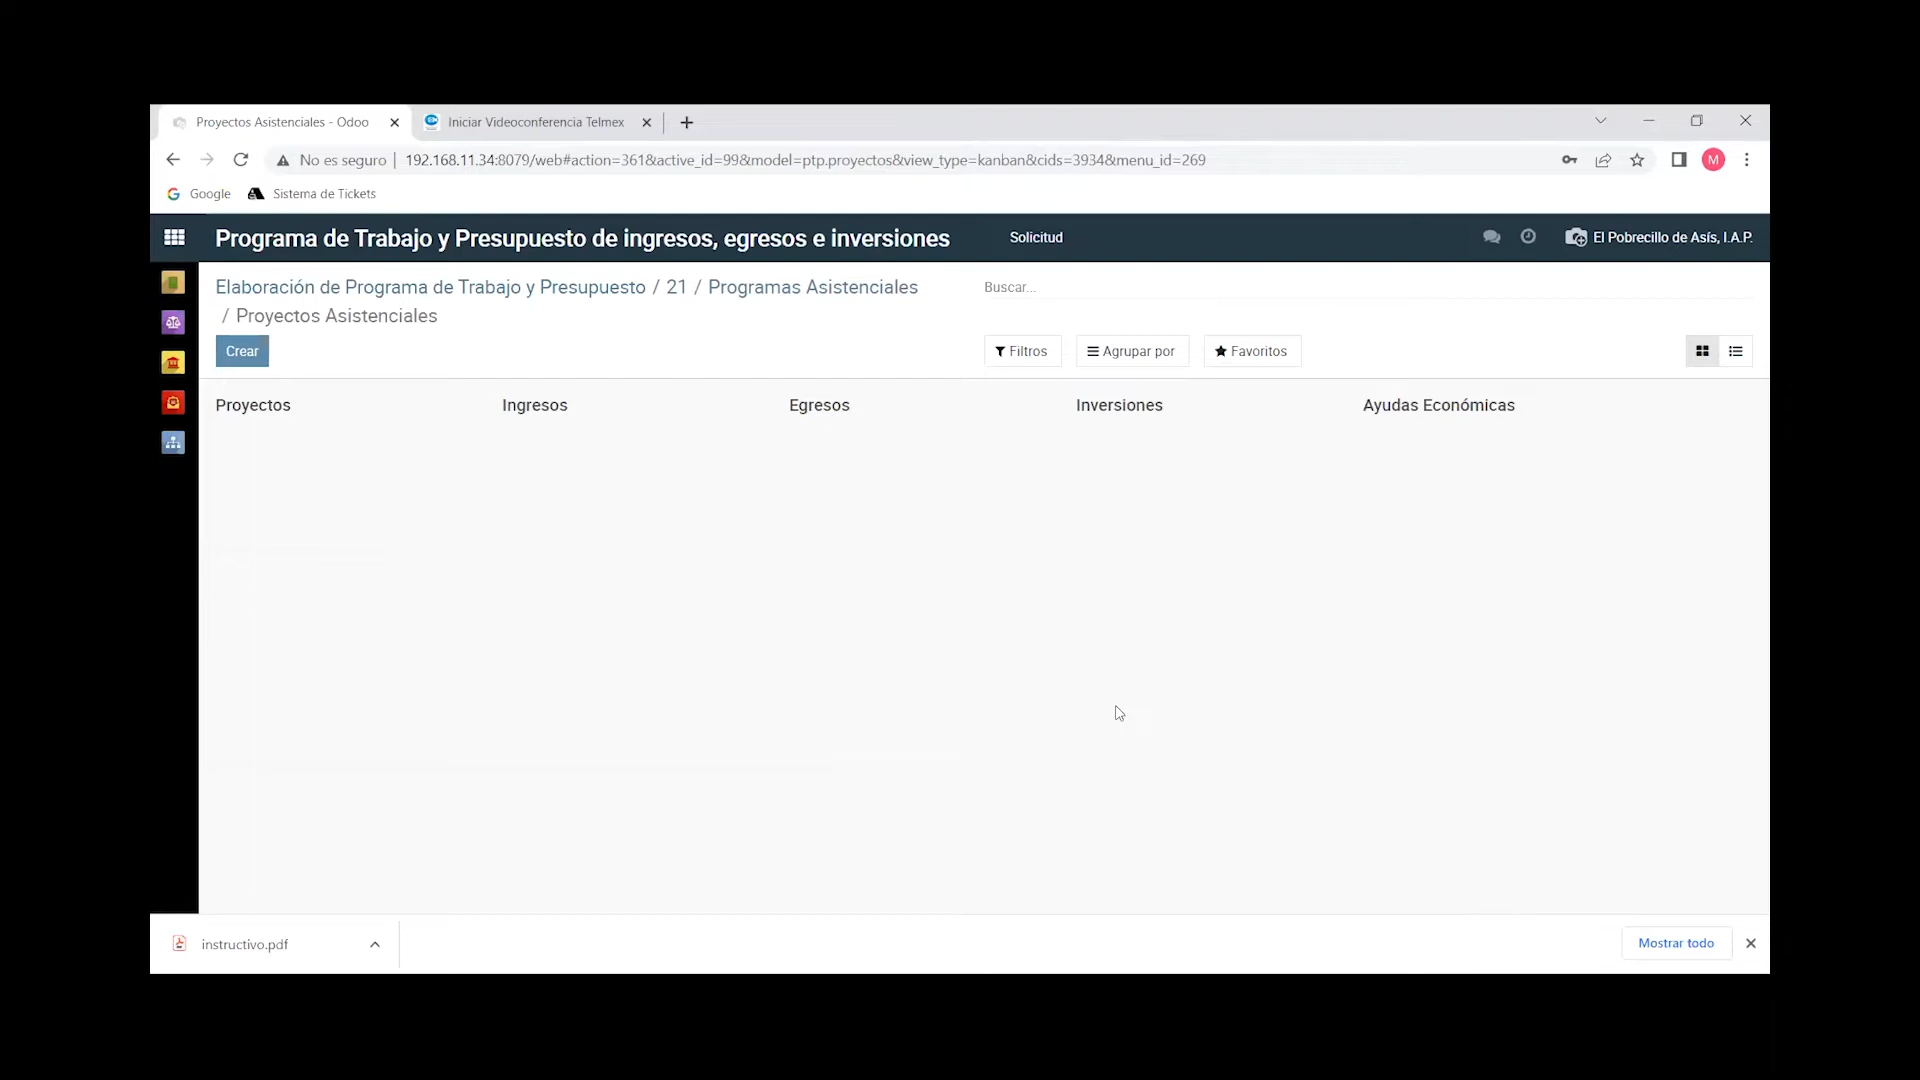 Proyectos Asistenciales - Odoo
Iniciar Videoconferencia Telmex
No es seguro
192.168.11.34:8079/web#action=361&active_id=99&model=ptp.proyectos&view_type=kanban&cids=3934&menu_id=269
M
Google
Sistema de Tickets
Programa de Trabajo y Presupuesto de ingresos, egresos e inversiones
Solicitud
El Pobrecillo de Asís, I.A.P.
Elaboración de Programa de Trabajo y Presupuesto / 21 / Programas Asistenciales
/ Proyectos Asistenciales
Buscar...
Crear
Filtros
Agrupar por
Favoritos
Proyectos
Ingresos
Egresos
Inversiones
Ayudas Económicas
instructivo.pdf
Mostrar todo